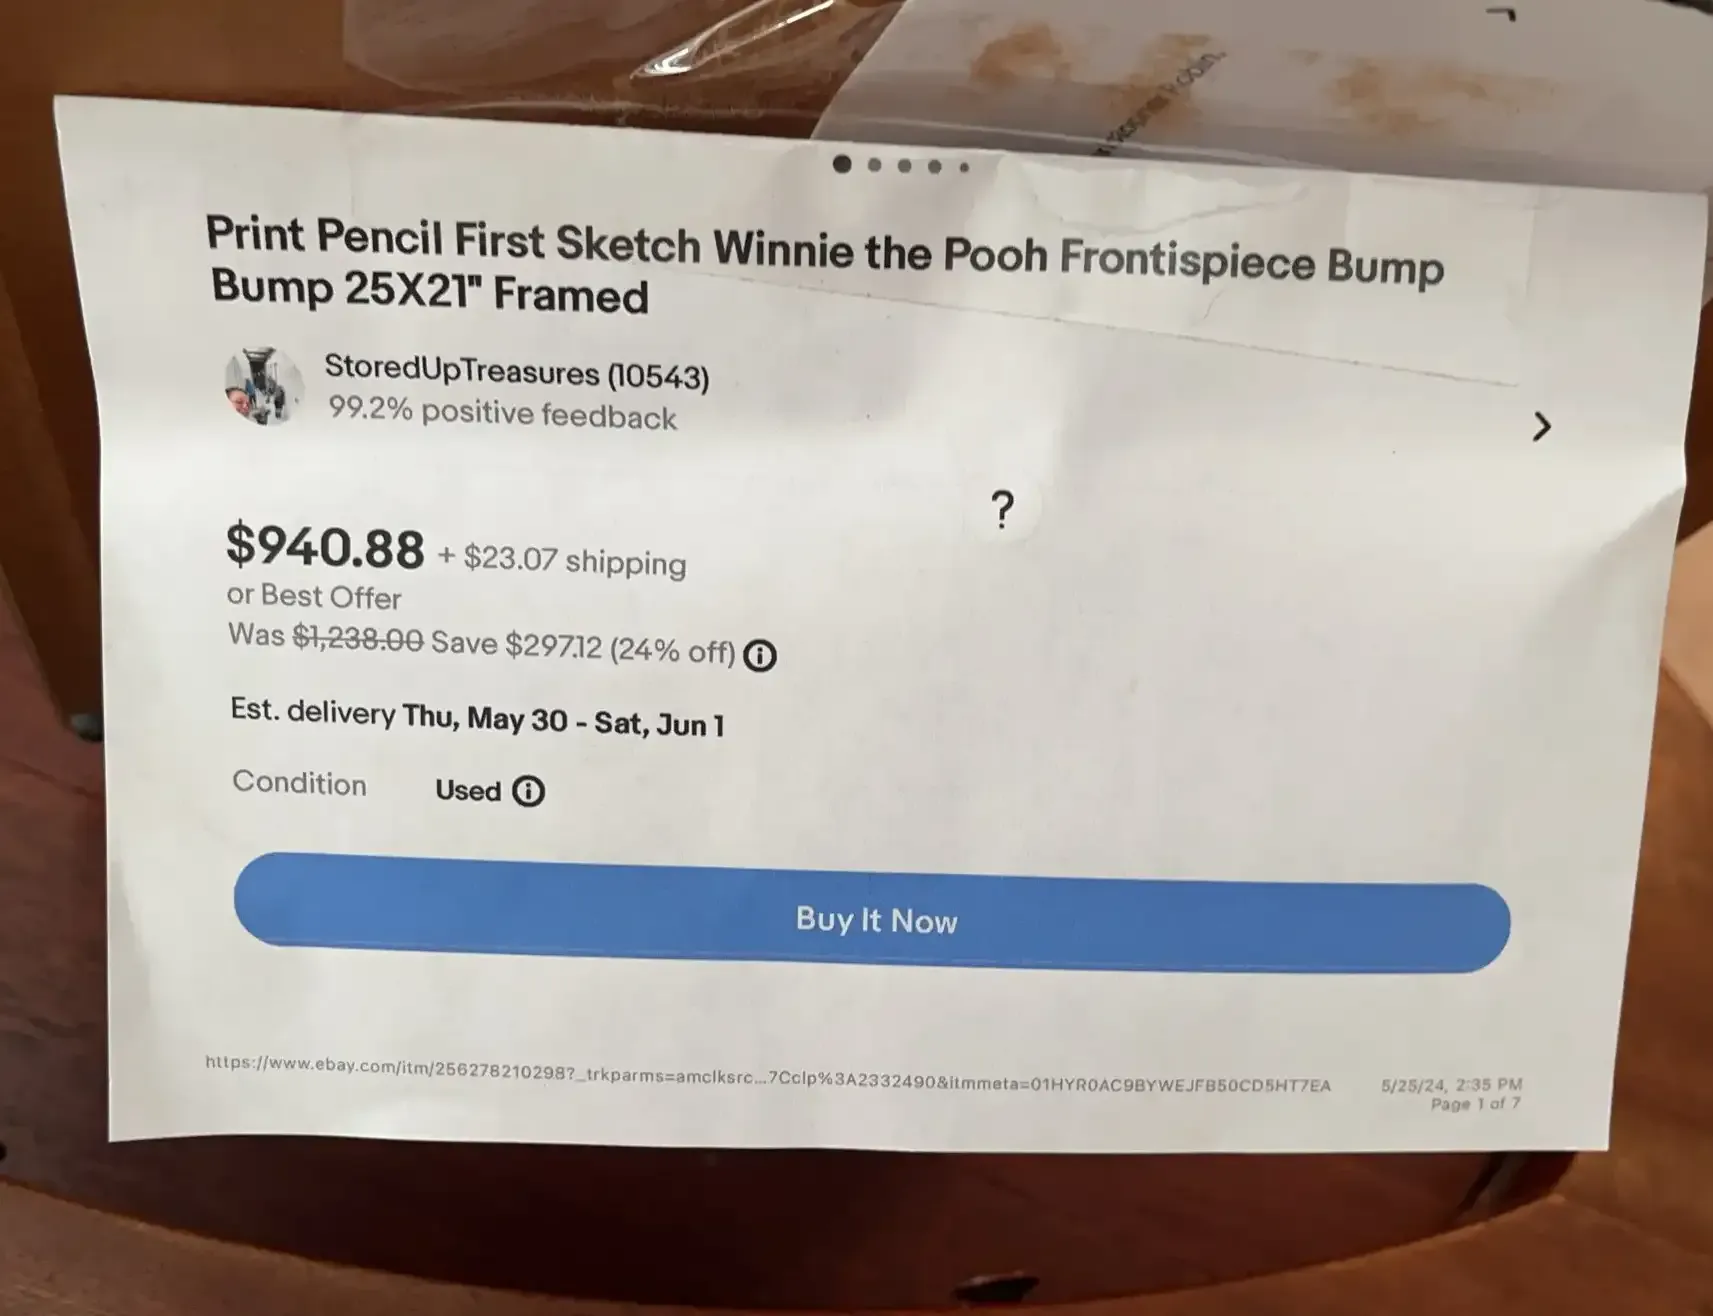 n Robin.
Print Pencil First Sketch Winnie the Pooh Frontispiece Bump
Bump 25X21" Framed
StoredUpTreasures (10543)
99.2% positive feedback
?
$940.88 + $23.07 shipping
or Best Offer
Was $1,238.00 Save $297.12 (24% off)
Est. delivery Thu, May 30 - Sat, Jun 1
Condition Used
Buy It Now
https://www.ebay.com/itm/256278210298?_trkparms=amclksrc...7Cclp%3A2332490&itmmeta=01HYR0AC9BYWEJFB50CD5HT7EA 5/25/24, 2:35 PM
Page 1 of 7